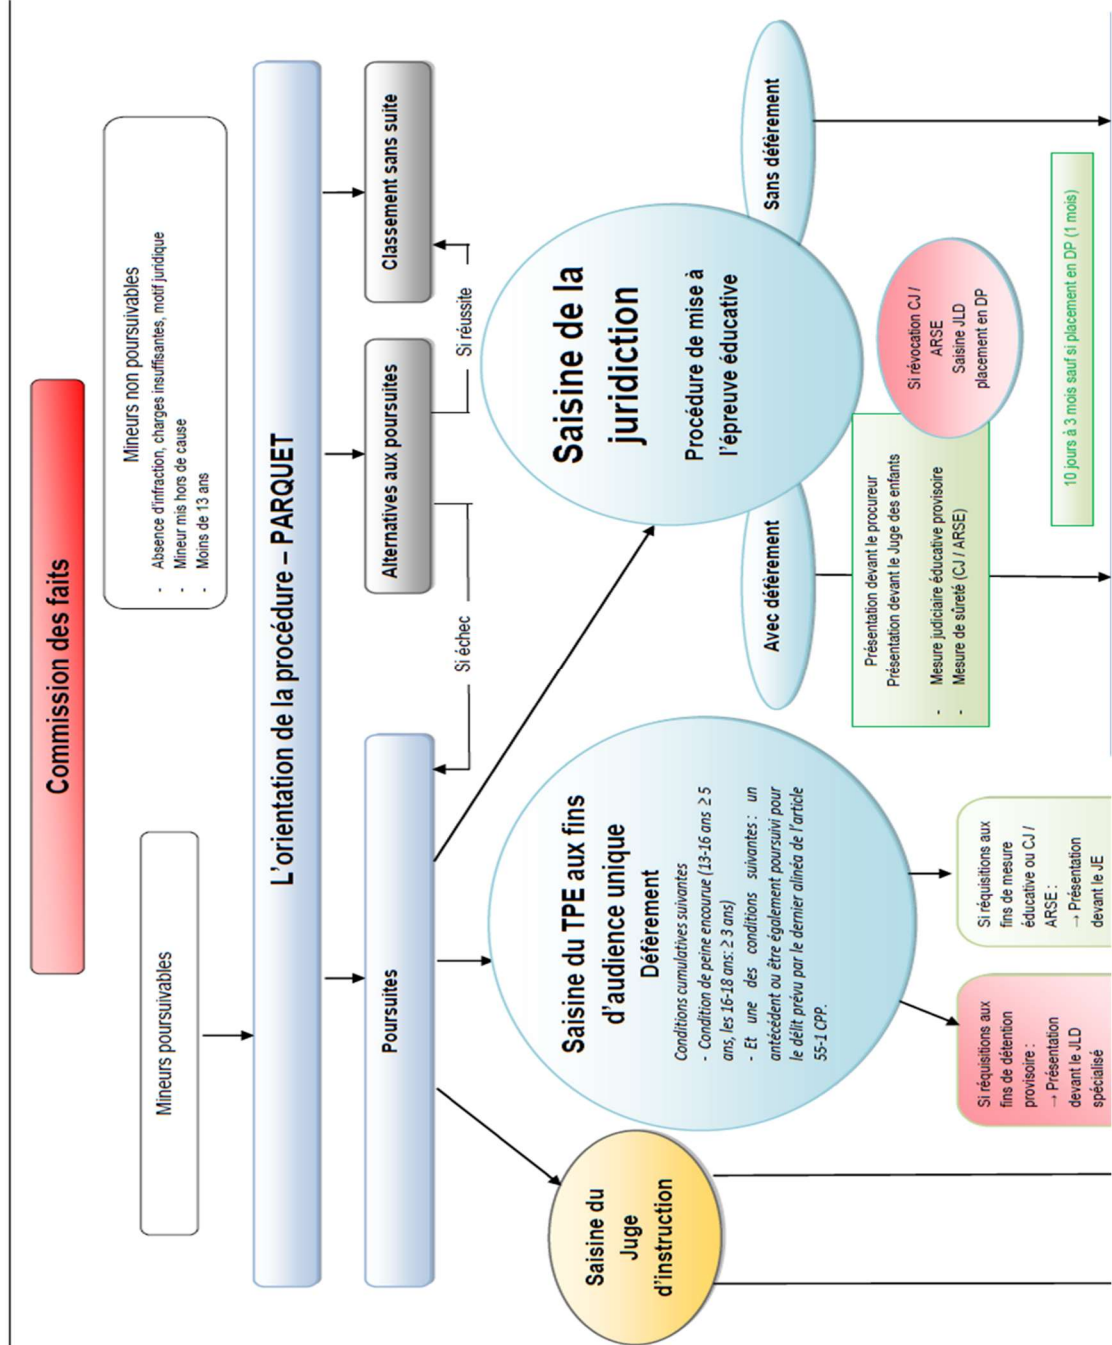 Commission des faits
Mineurs poursuivables
Mineurs non poursuivables
- Absence d'infraction, charges insuffisantes, motif juridique
- Mineur mis hors de cause
- Moins de 13 ans
L'orientation de la procédure – PARQUET
Poursuites
Alternatives aux poursuites
Classement sans suite
Si échec
Si réussite
Saisine du
Juge
d'instruction
Saisine du TPE aux fins
d'audience unique
Défèrement
Conditions cumulatives suivantes
- Condition de peine encourue (13-16 ans ≥ 5
ans, les 16-18 ans: ≥ 3 ans)
- Et une des conditions suivantes : un
antécédent ou être également poursuivi pour
le délit prévu par le dernier alinéa de l'article
55-1 CPP.
Saisine de la
juridiction
Procédure de mise à
l'épreuve éducative
Avec défèrement
Sans défèrement
Présentation devant le procureur
Présentation devant le Juge des enfants
- Mesure judiciaire éducative provisoire
- Mesure de sûreté (CJ / ARSE)
Si révocation CJ /
ARSE
Saisine JLD
placement en DP
Si réquisitions aux
fins de détention
provisoire :
→ Présentation
devant le JLD
spécialisé
Si réquisitions aux
fins de mesure
éducative ou CJ /
ARSE :
→ Présentation
devant le JE
10 jours à 3 mois sauf si placement en DP (1 mois)